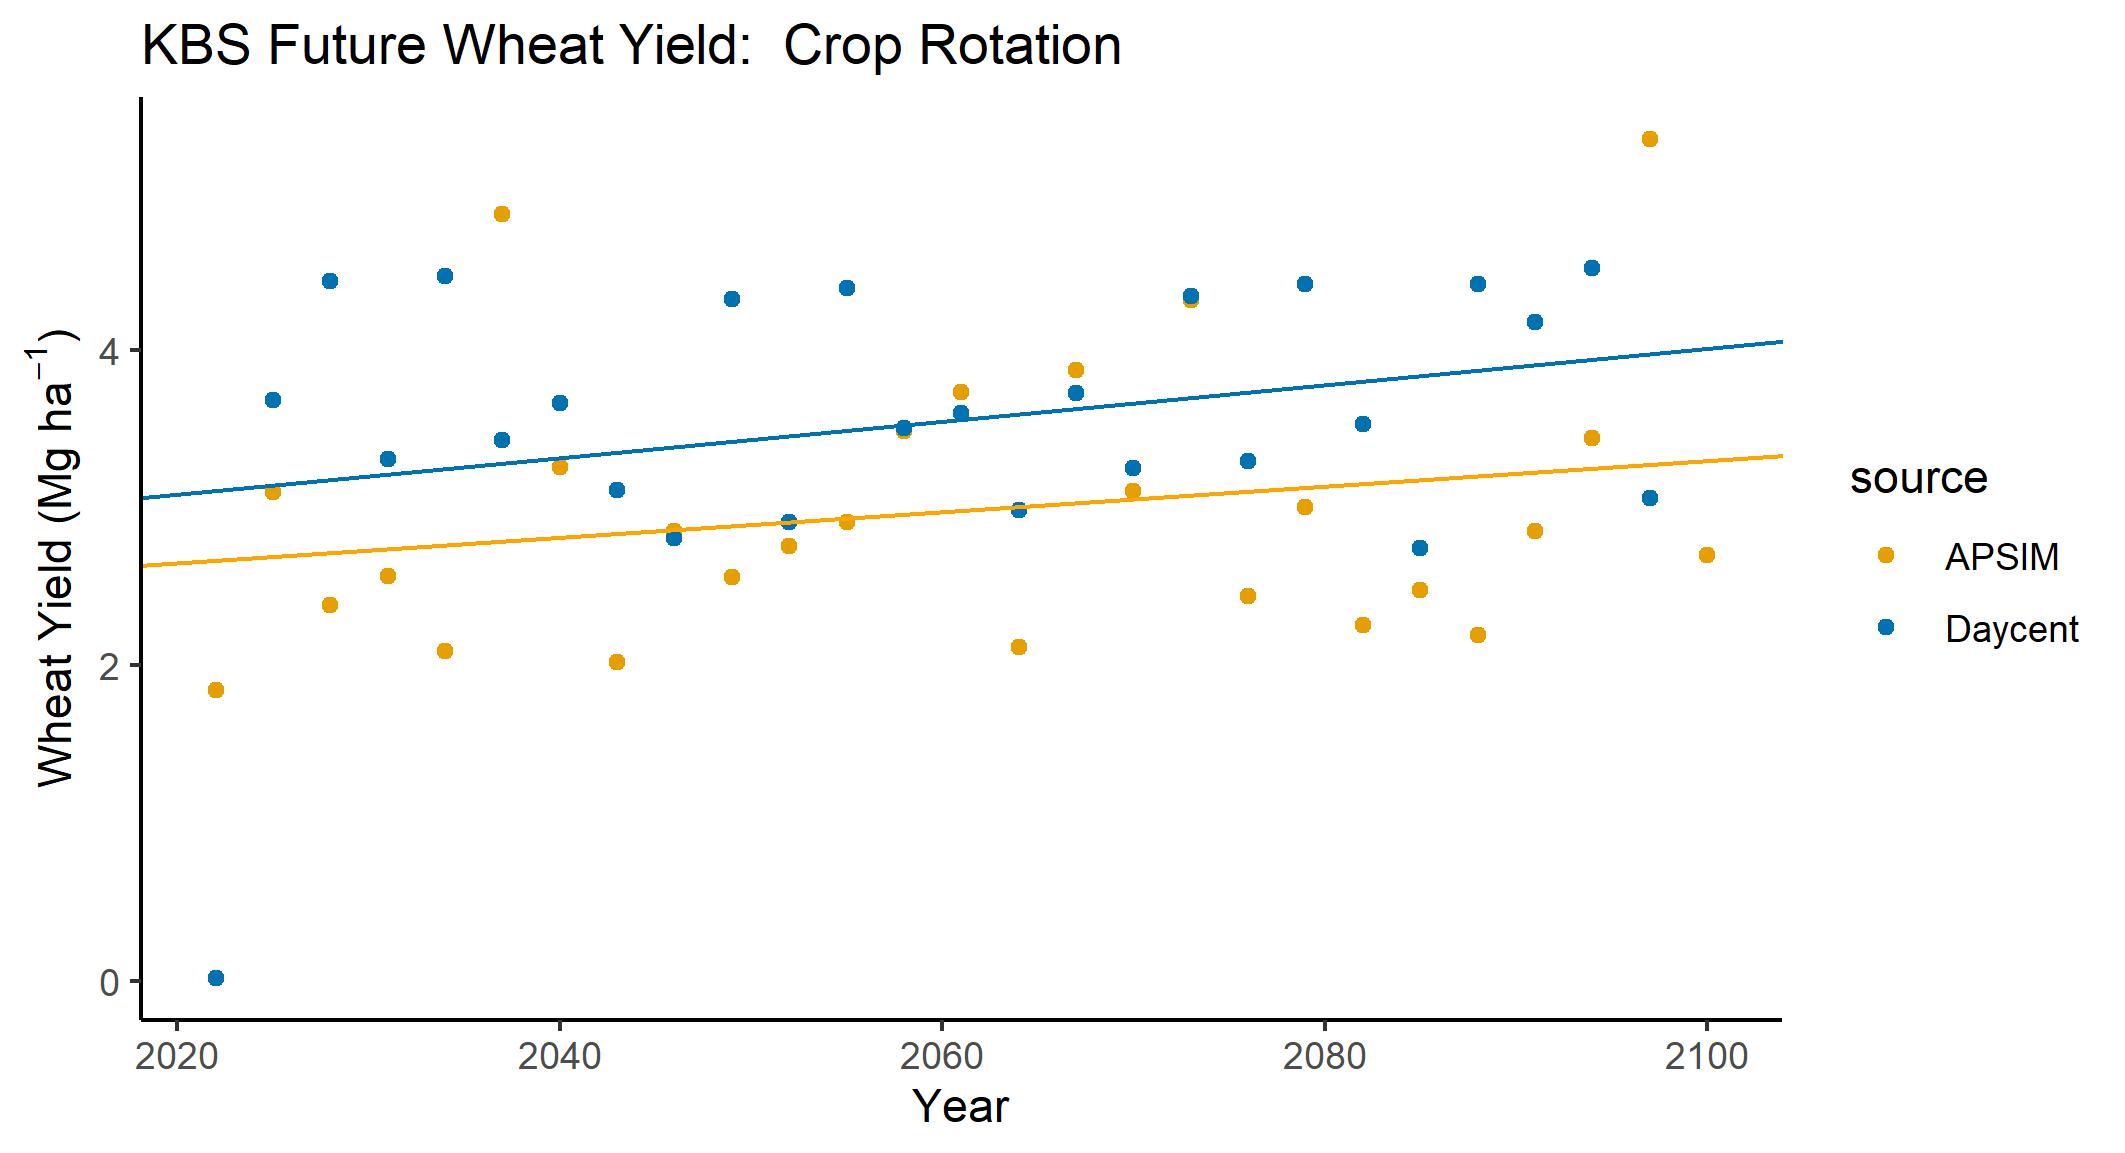 KBS Future Wheat Yield:  Crop Rotation
Wheat Yield (Mg ha⁻¹)
4
2
0
2020 2040 2060 2080 2100
Year
source
APSIM
Daycent